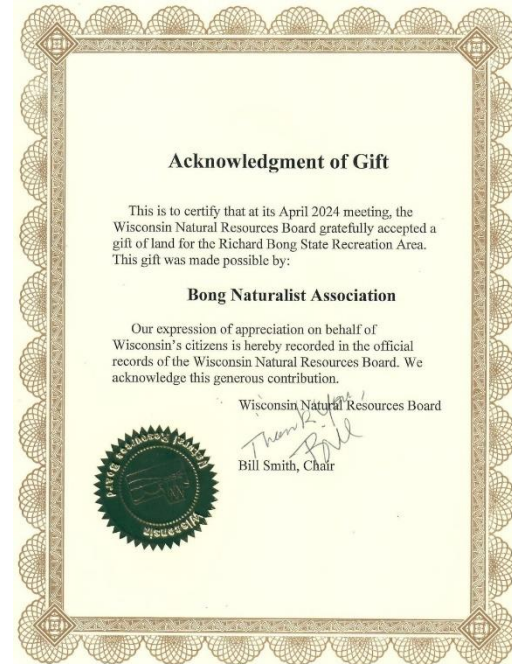 Acknowledgment of Gift
This is to certify that at its April 2024 meeting, the
Wisconsin Natural Resources Board gratefully accepted a
gift of land for the Richard Bong State Recreation Area.
This gift was made possible by:
Bong Naturalist Association
Our expression of appreciation on behalf of
Wisconsin's citizens is hereby recorded in the official
records of the Wisconsin Natural Resources Board. We
acknowledge this generous contribution.
Wisconsin Natural Resources Board
Thank You,
Bill
Bill Smith, Chair
Natural Resources Board
Wisconsin